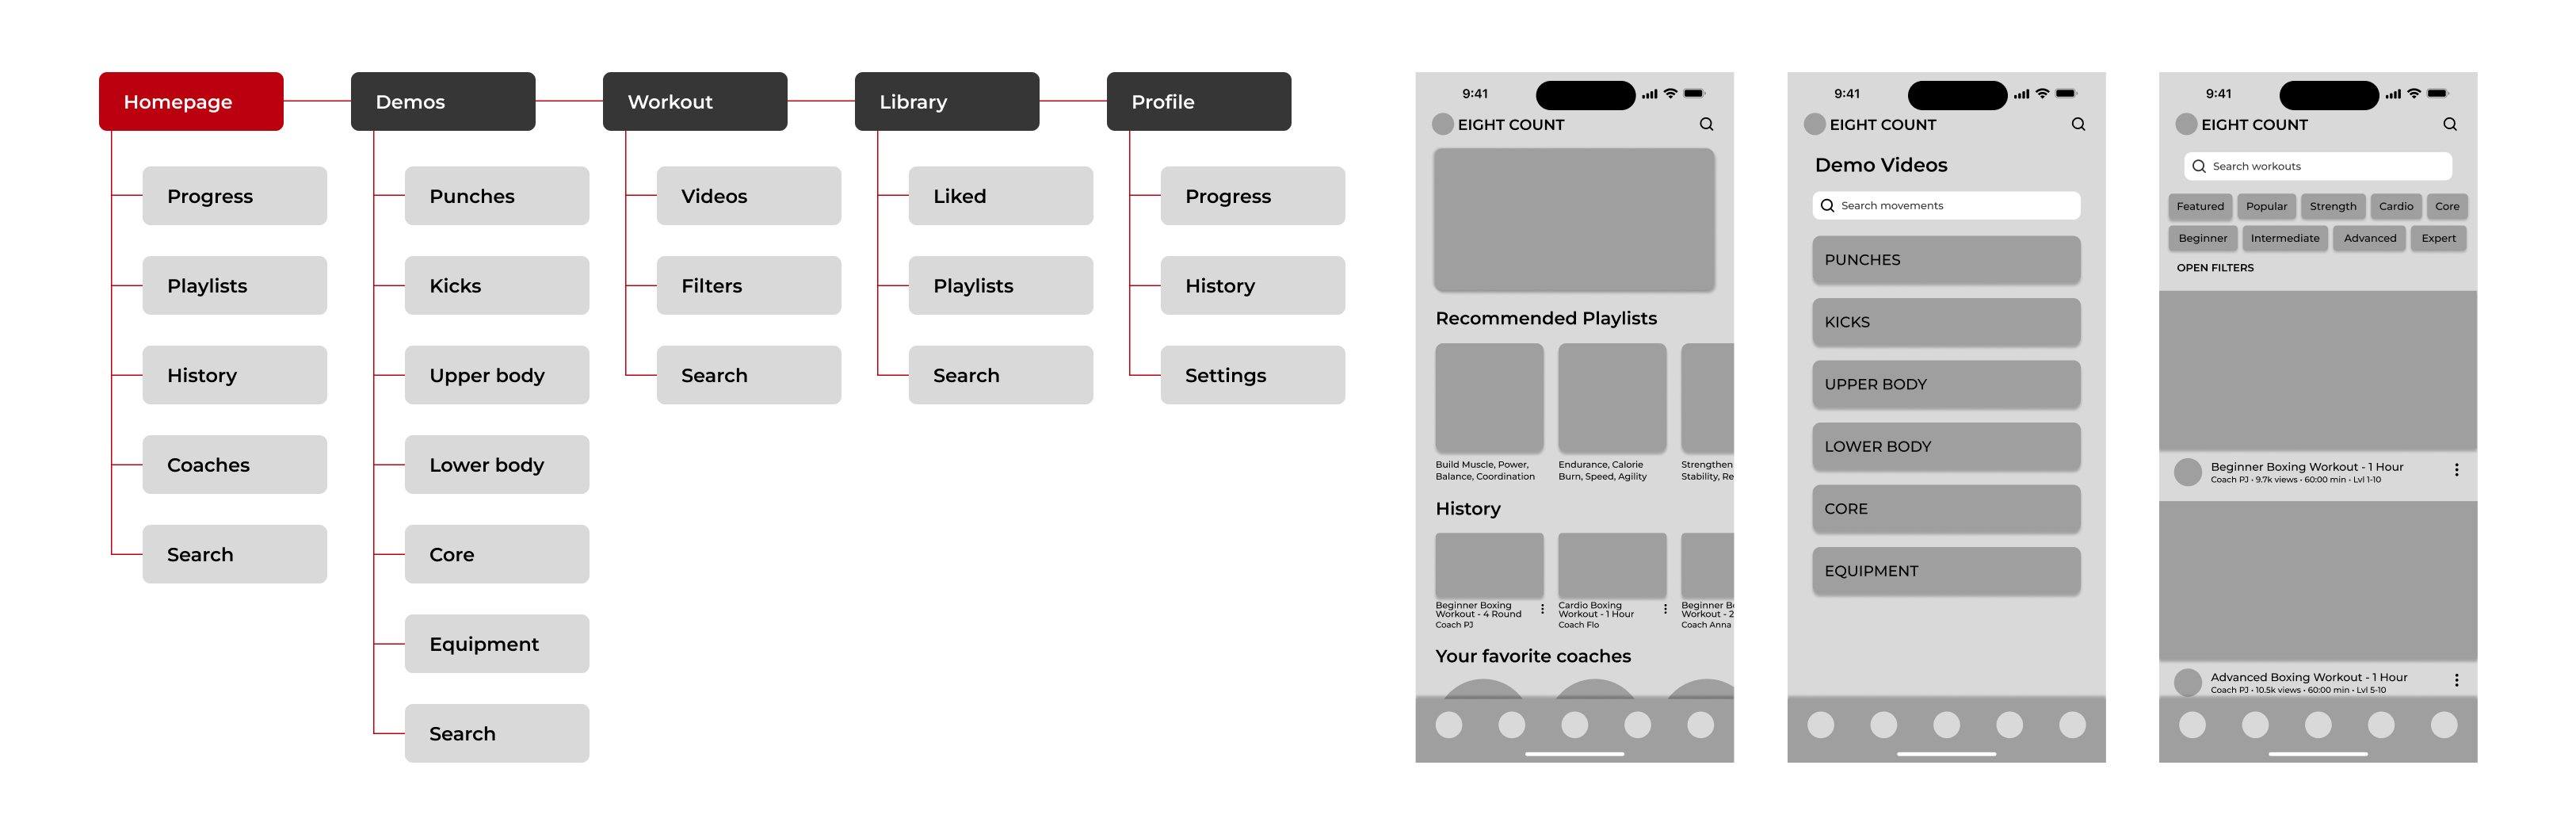 Homepage
Demos
Workout
Library
Profile
Progress
Playlists
History
Coaches
Search
Punches
Kicks
Upper body
Lower body
Core
Equipment
Search
Videos
Filters
Search
Liked
Playlists
Search
Progress
History
Settings
9:41
EIGHT COUNT
Recommended Playlists
Build Muscle, Power,
Balance, Coordination
Endurance, Calorie
Burn, Speed, Agility
Strengthen
Stability, Re
History
Beginner Boxing
Workout - 4 Round
Coach PJ
Cardio Boxing
Workout - 1 Hour
Coach Flo
Beginner Bo
Workout - 2
Coach Anna
Your favorite coaches
9:41
EIGHT COUNT
Demo Videos
Search movements
PUNCHES
KICKS
UPPER BODY
LOWER BODY
CORE
EQUIPMENT
9:41
EIGHT COUNT
Search workouts
Featured Popular Strength Cardio Core
Beginner Intermediate Advanced Expert
OPEN FILTERS
Beginner Boxing Workout - 1 Hour
Coach PJ • 9.7k views • 60:00 min • Lvl 1-10
Advanced Boxing Workout - 1 Hour
Coach PJ • 10.5k views • 60:00 min • Lvl 5-10